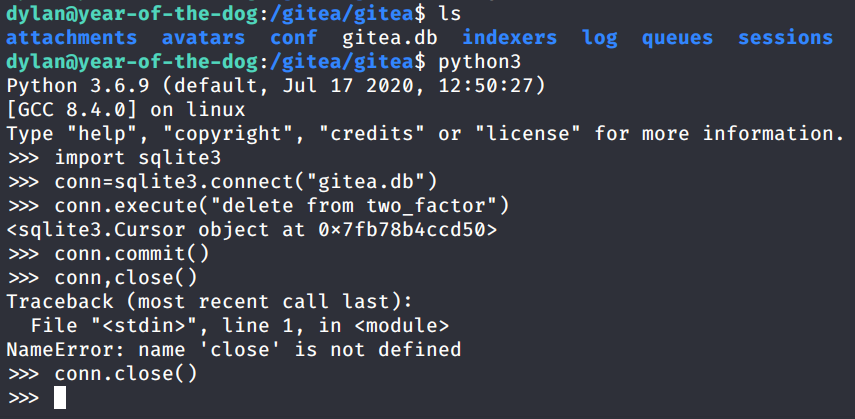 dylan@year-of-the-dog:/gitea/gitea$ ls
attachments avatars conf gitea.db indexers log queues sessions
dylan@year-of-the-dog:/gitea/gitea$ python3
Python 3.6.9 (default, Jul 17 2020, 12:50:27)
[GCC 8.4.0] on linux
Type "help", "copyright", "credits" or "license" for more information.
>>> import sqlite3
>>> conn=sqlite3.connect("gitea.db")
>>> conn.execute("delete from two_factor")
<sqlite3.Cursor object at 0x7fb78b4ccd50>
>>> conn.commit()
>>> conn,close()
Traceback (most recent call last):
  File "<stdin>", line 1, in <module>
NameError: name 'close' is not defined
>>> conn.close()
>>>